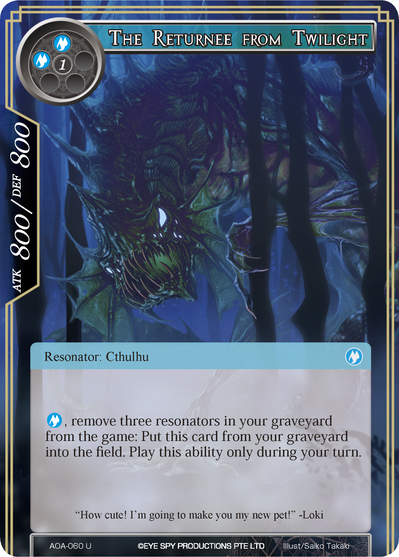 The Returnee from Twilight
1
ATK 800/DEF 800
Resonator: Cthulhu
, remove three resonators in your graveyard
from the game: Put this card from your graveyard
into the field. Play this ability only during your turn.
"How cute! I'm going to make you my new pet!" -Loki
AOA-060 U ©EYE SPY PRODUCTIONS PTE LTD Illust/Saiko Takaki